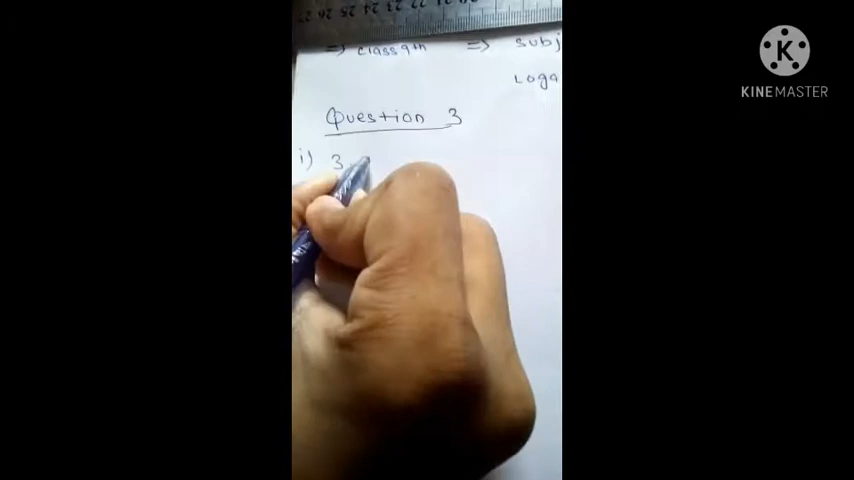 ⇒ class 9th ⇒ subj
Loga
Question 3
i) 3
KINEMASTER